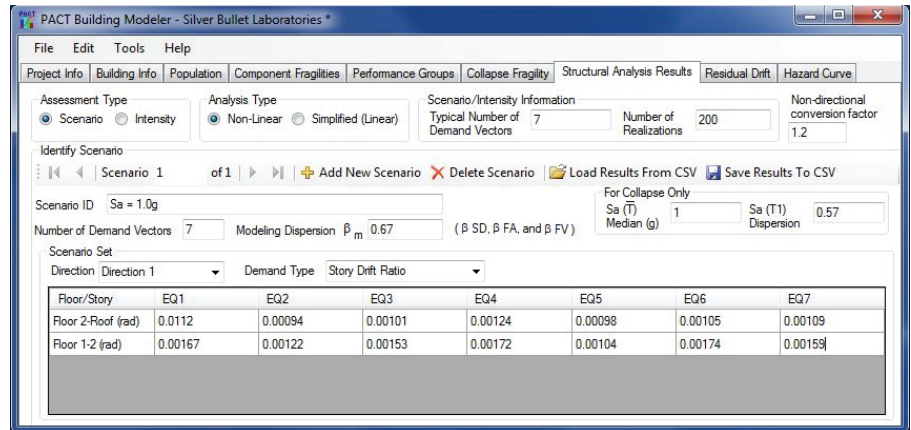 PACT Building Modeler - Silver Bullet Laboratories *
File Edit Tools Help
Project Info Building Info Population Component Fragilities Performance Groups Collapse Fragility Structural Analysis Results Residual Drift Hazard Curve
Assessment Type
Scenario Intensity
Analysis Type
Non-Linear Simplified (Linear)
Scenario/Intensity Information
Typical Number of
Demand Vectors
7
Number of
Realizations
200
Non-directional
conversion factor
1.2
Identify Scenario
Scenario 1 of 1 Add New Scenario Delete Scenario Load Results From CSV Save Results To CSV
Scenario ID Sa = 1.0g
For Collapse Only
Sa (T̅)
Median (g)
1
Sa (T1)
Dispersion
0.57
Number of Demand Vectors 7 Modeling Dispersion β m 0.67 ( β SD, β FA, and β FV )
Scenario Set
Direction Direction 1 Demand Type Story Drift Ratio
Floor/Story EQ1 EQ2 EQ3 EQ4 EQ5 EQ6 EQ7
Floor 2-Roof (rad) 0.0112 0.00094 0.00101 0.00124 0.00098 0.00105 0.00109
Floor 1-2 (rad) 0.00167 0.00122 0.00153 0.00172 0.00104 0.00174 0.00159